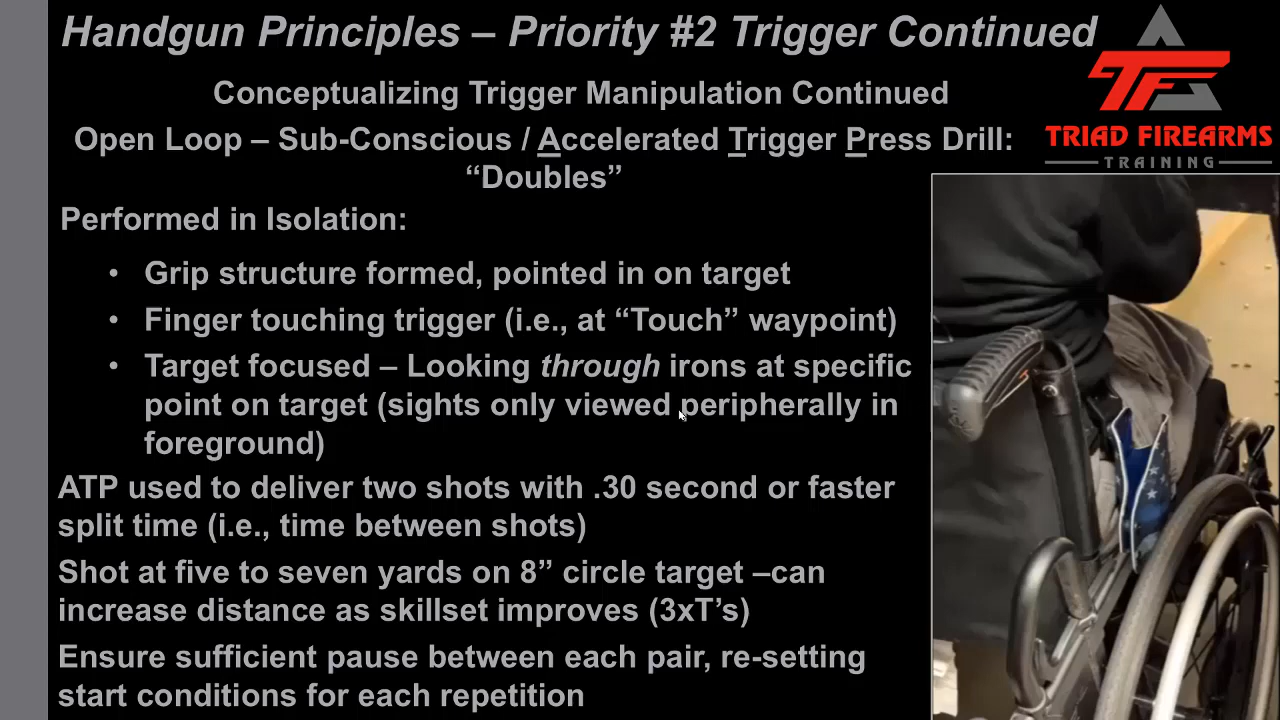 Handgun Principles – Priority #2 Trigger Continued
Conceptualizing Trigger Manipulation Continued
Open Loop – Sub-Conscious / Accelerated Trigger Press Drill:
“Doubles”
TRIAD FIREARMS
TRAINING
Performed in Isolation:
• Grip structure formed, pointed in on target
• Finger touching trigger (i.e., at “Touch” waypoint)
• Target focused – Looking through irons at specific
point on target (sights only viewed peripherally in
foreground)
ATP used to deliver two shots with .30 second or faster
split time (i.e., time between shots)
Shot at five to seven yards on 8” circle target –can
increase distance as skillset improves (3xT’s)
Ensure sufficient pause between each pair, re-setting
start conditions for each repetition